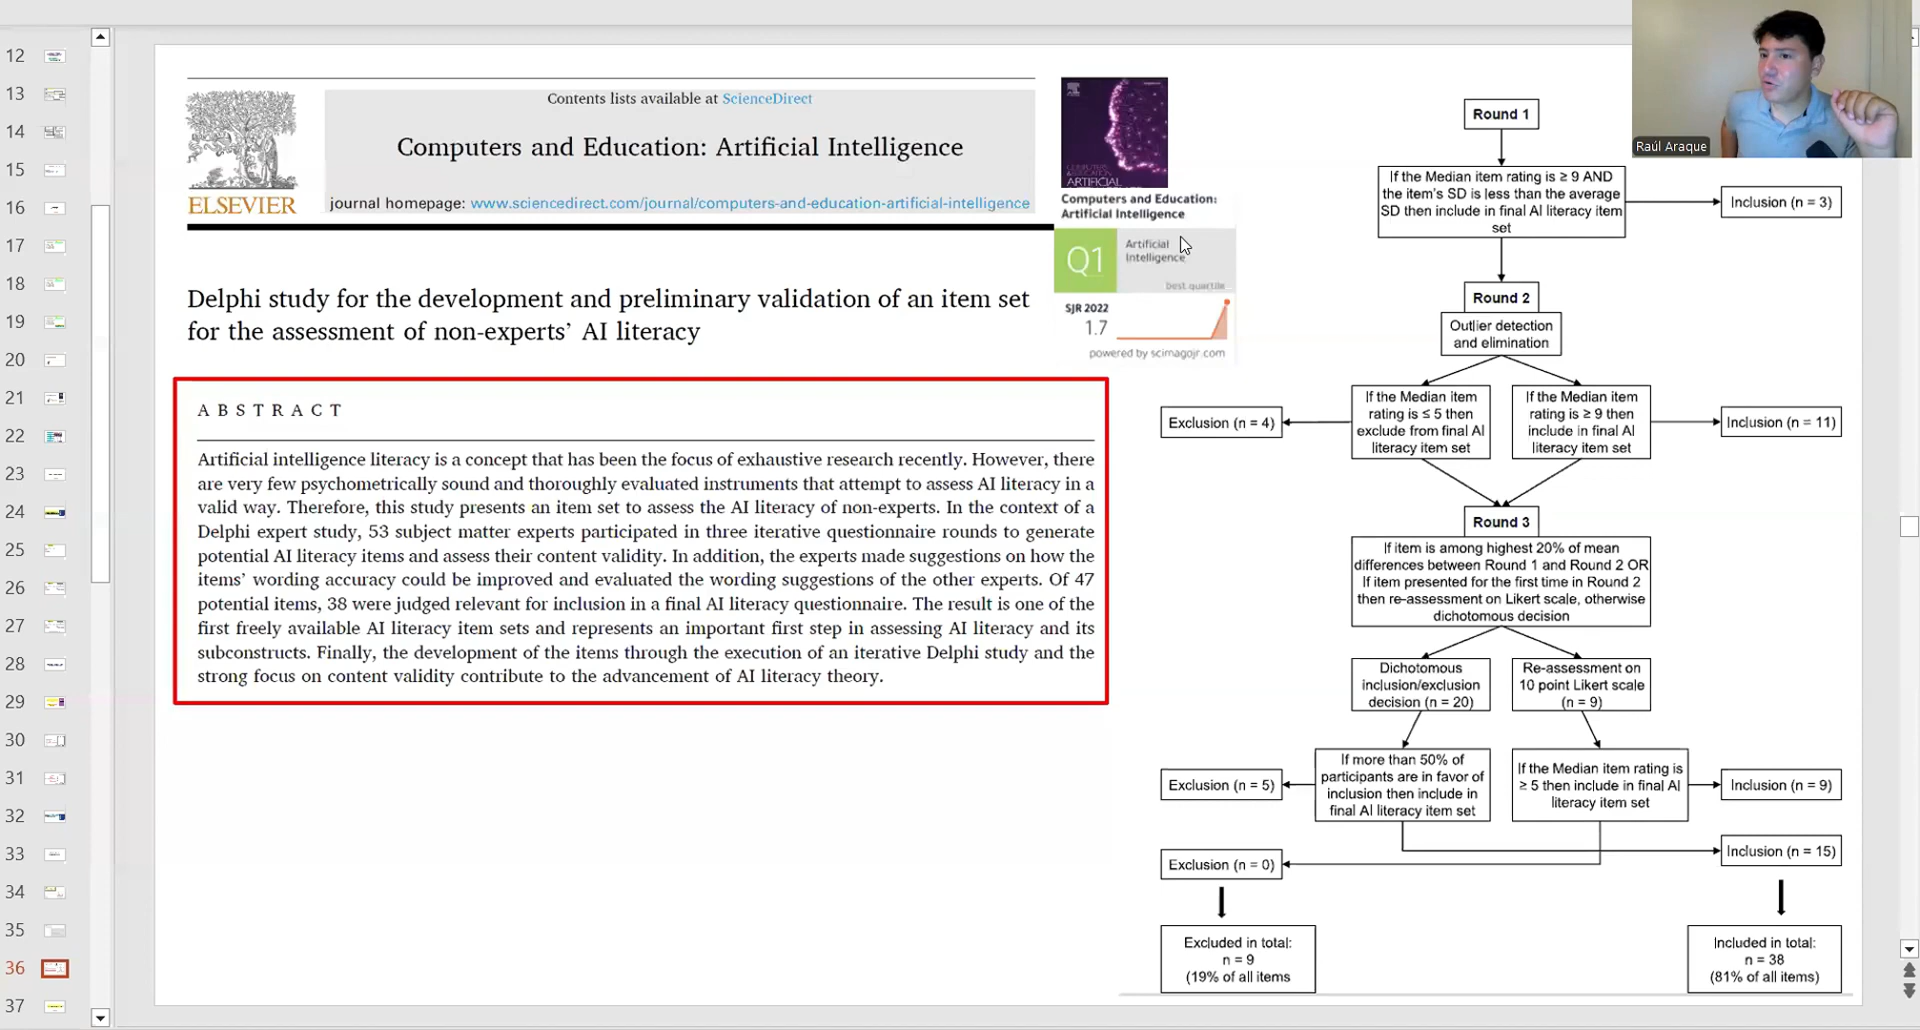 12
13
14
15
16
17
18
19
20
21
22
23
24
25
26
27
28
29
30
31
32
33
34
35
36
37
Contents lists available at ScienceDirect
Computers and Education: Artificial Intelligence
journal homepage: www.sciencedirect.com/journal/computers-and-education-artificial-intelligence
ELSEVIER
Delphi study for the development and preliminary validation of an item set
for the assessment of non-experts' AI literacy
A B S T R A C T
Artificial intelligence literacy is a concept that has been the focus of exhaustive research recently. However, there
are very few psychometrically sound and thoroughly evaluated instruments that attempt to assess AI literacy in a
valid way. Therefore, this study presents an item set to assess the AI literacy of non-experts. In the context of a
Delphi expert study, 53 subject matter experts participated in three iterative questionnaire rounds to generate
potential AI literacy items and assess their content validity. In addition, the experts made suggestions on how the
items' wording accuracy could be improved and evaluated the wording suggestions of the other experts. Of 47
potential items, 38 were judged relevant for inclusion in a final AI literacy questionnaire. The result is one of the
first freely available AI literacy item sets and represents an important first step in assessing AI literacy and its
subconstructs. Finally, the development of the items through the execution of an iterative Delphi study and the
strong focus on content validity contribute to the advancement of AI literacy theory.
COMPUTERS
& EDUCATION
ARTIFICIAL
Computers and Education:
Artificial Intelligence
Q1
Artificial
Intelligence
best quartile
SJR 2022
1.7
powered by scimagojr.com
Round 1
If the Median item rating is ≥ 9 AND
the item's SD is less than the average
SD then include in final AI literacy item
set
Inclusion (n = 3)
Round 2
Outlier detection
and elimination
If the Median item
rating is ≤ 5 then
exclude from final AI
literacy item set
Exclusion (n = 4)
If the Median item
rating is ≥ 9 then
include in final AI
literacy item set
Inclusion (n = 11)
Round 3
If item is among highest 20% of mean
differences between Round 1 and Round 2 OR
If item presented for the first time in Round 2
then re-assessment on Likert scale, otherwise
dichotomous decision
Dichotomous
inclusion/exclusion
decision (n = 20)
Re-assessment on
10 point Likert scale
(n = 9)
Exclusion (n = 5)
If more than 50% of
participants are in favor of
inclusion then include in
final AI literacy item set
If the Median item rating is
≥ 5 then include in final AI
literacy item set
Inclusion (n = 9)
Inclusion (n = 15)
Exclusion (n = 0)
Excluded in total:
n = 9
(19% of all items
Included in total:
n = 38
(81% of all items)
Raúl Araque